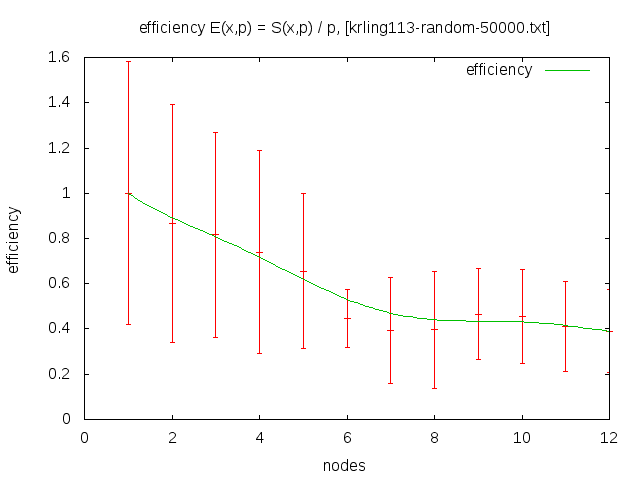 efficiency E(x,p) = S(x,p) / p, [krling113-random-50000.txt]
efficiency
1.6
1.4
1.2
1
0.8
0.6
0.4
0.2
0
efficiency
0 2 4 6 8 10 12
nodes